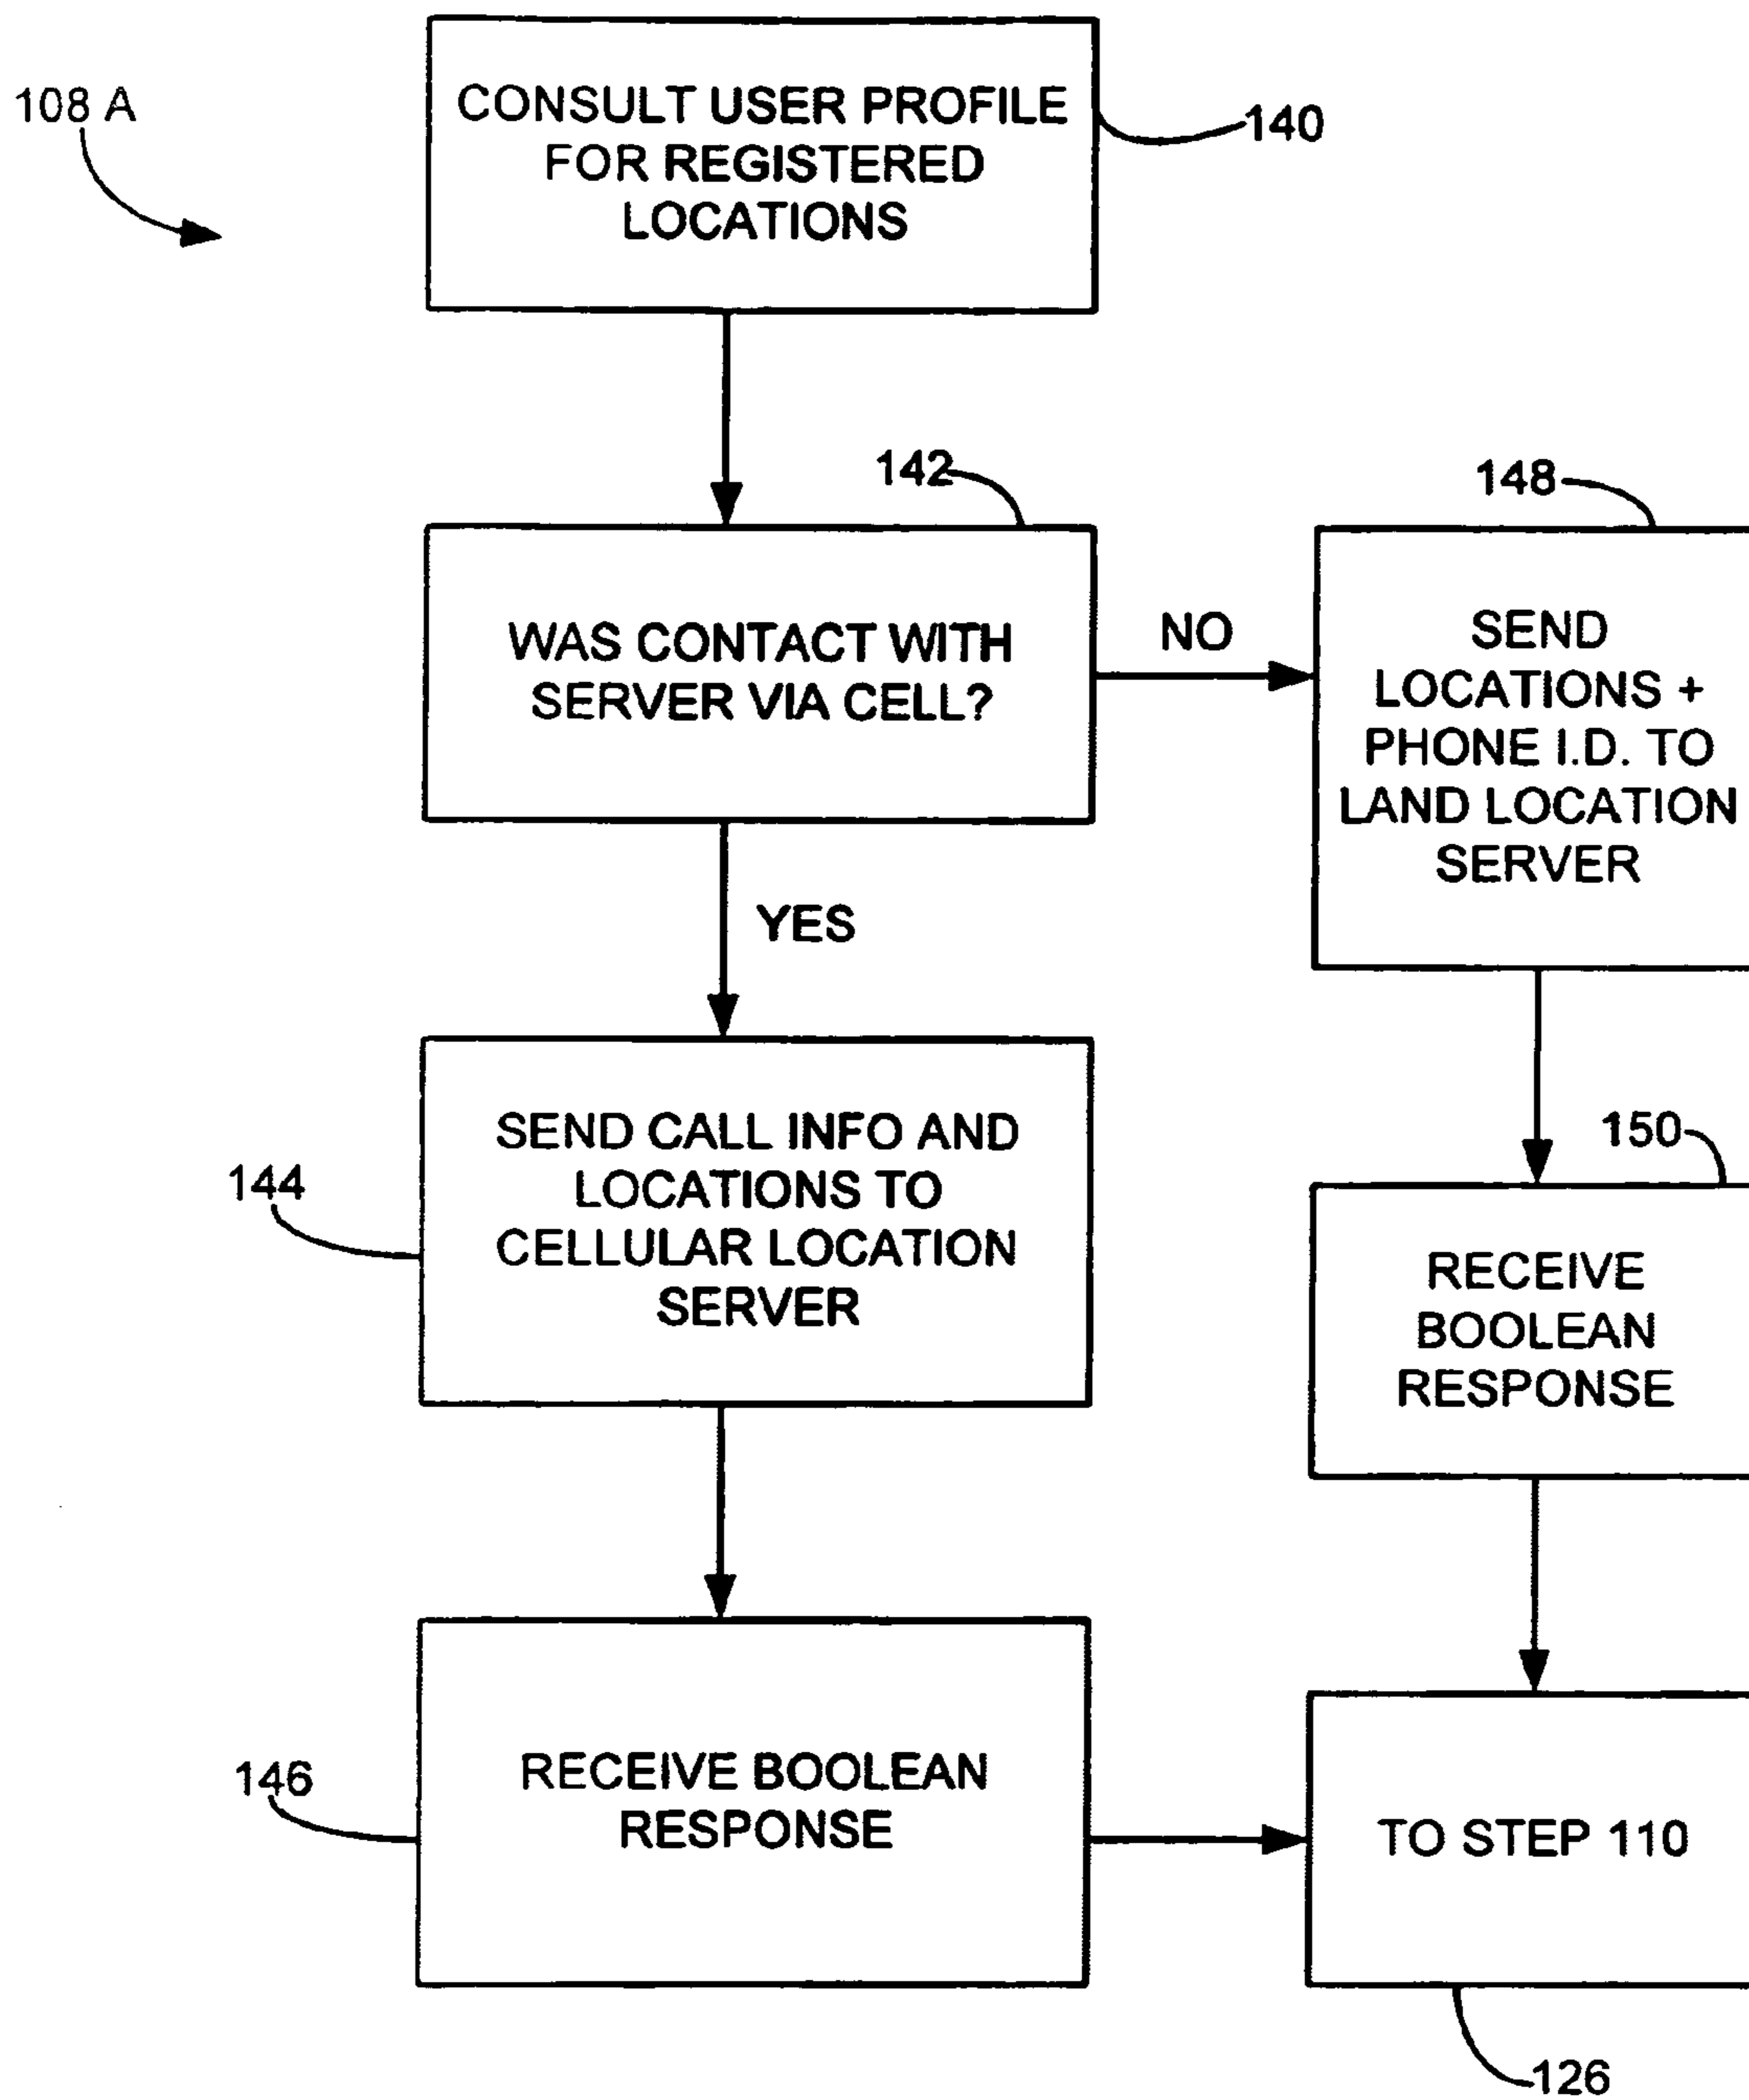 108 A
CONSULT USER PROFILE
FOR REGISTERED
LOCATIONS
140
142
WAS CONTACT WITH
SERVER VIA CELL?
NO
148
SEND
LOCATIONS +
PHONE I.D. TO
LAND LOCATION
SERVER
YES
144
SEND CALL INFO AND
LOCATIONS TO
CELLULAR LOCATION
SERVER
150
RECEIVE
BOOLEAN
RESPONSE
146
RECEIVE BOOLEAN
RESPONSE
TO STEP 110
126